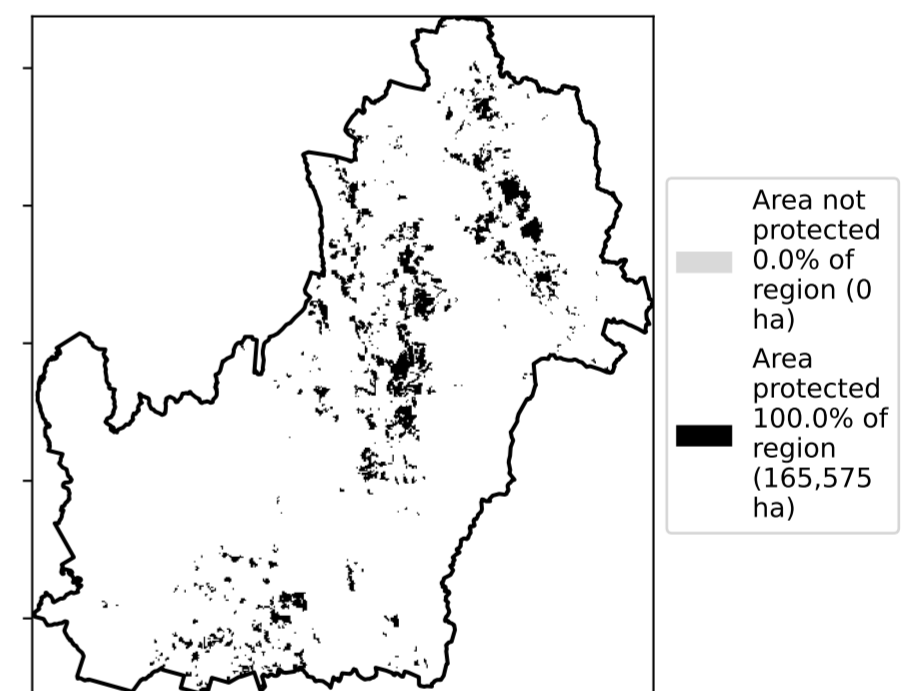 Area not
protected
0.0% of
region (0
ha)
Area
protected
100.0% of
region
(165,575
ha)